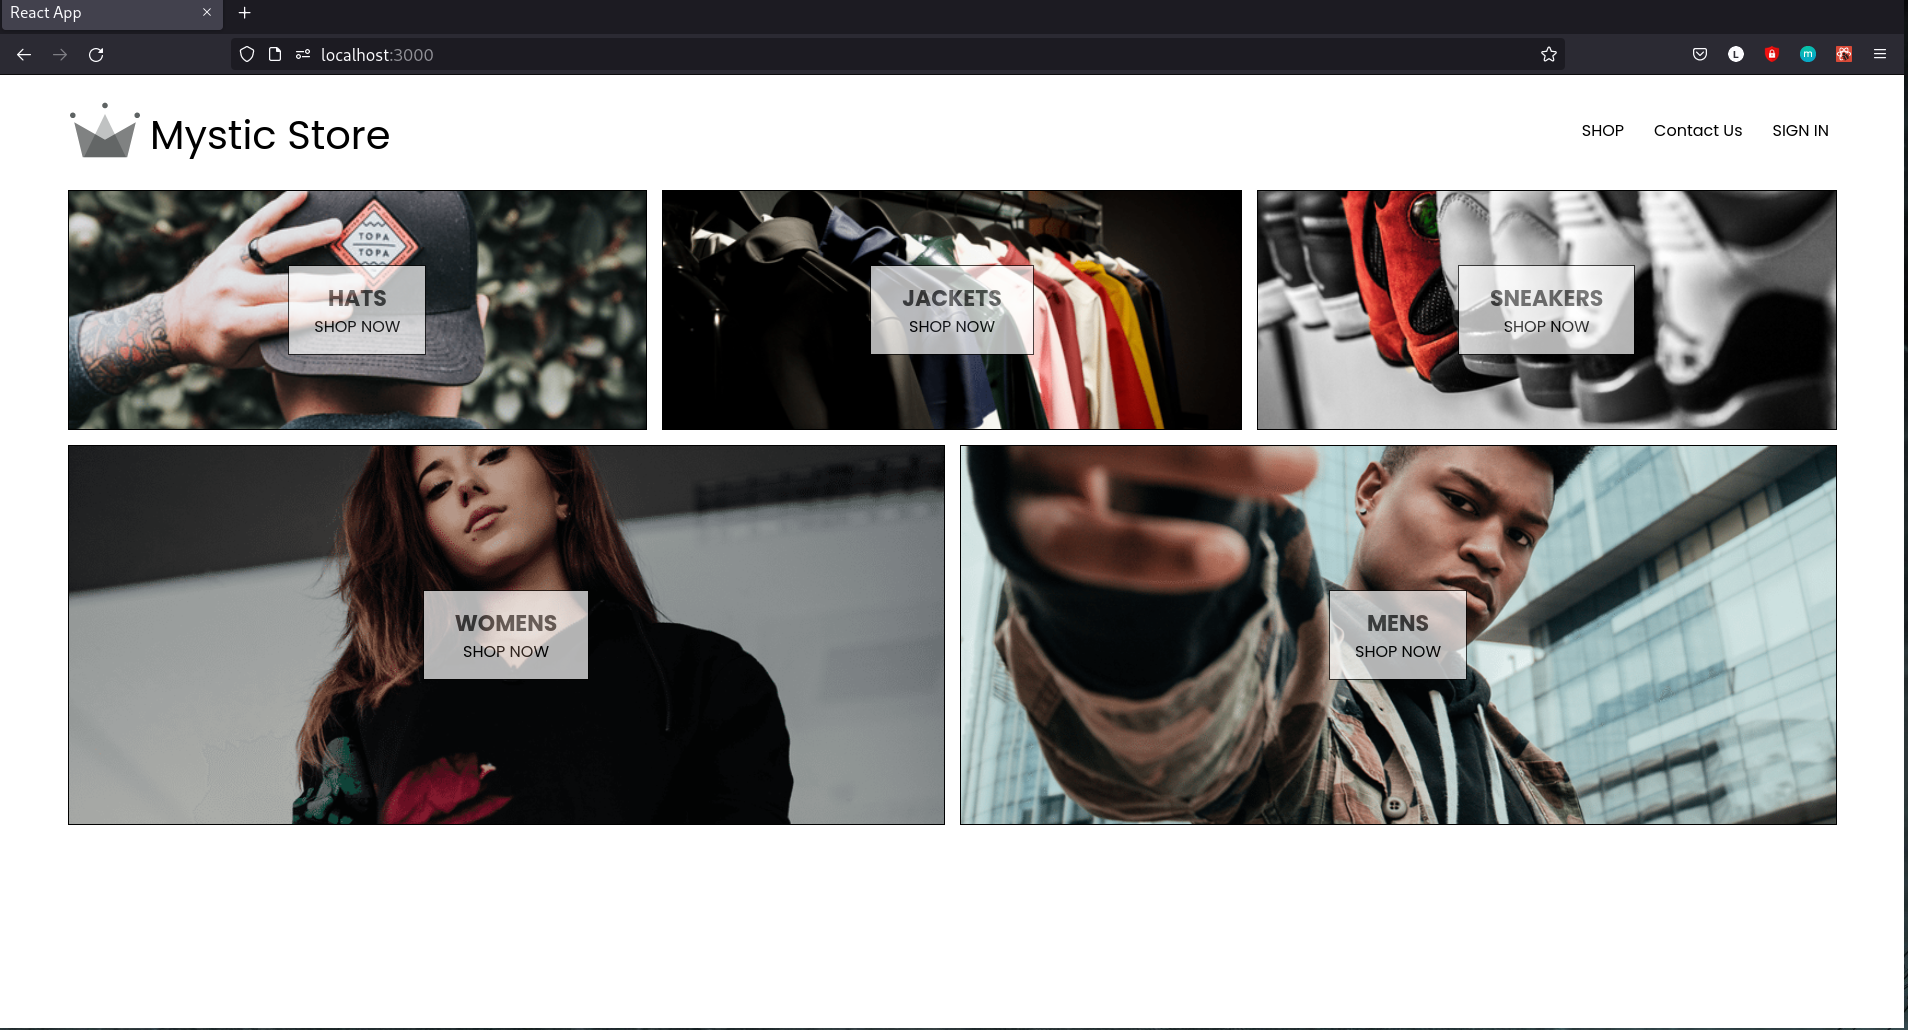 React App
localhost:3000
L
m
Mystic Store
SHOP Contact Us SIGN IN
TOPA
TOPA
HATS
SHOP NOW
JACKETS
SHOP NOW
SNEAKERS
SHOP NOW
WOMENS
SHOP NOW
MENS
SHOP NOW